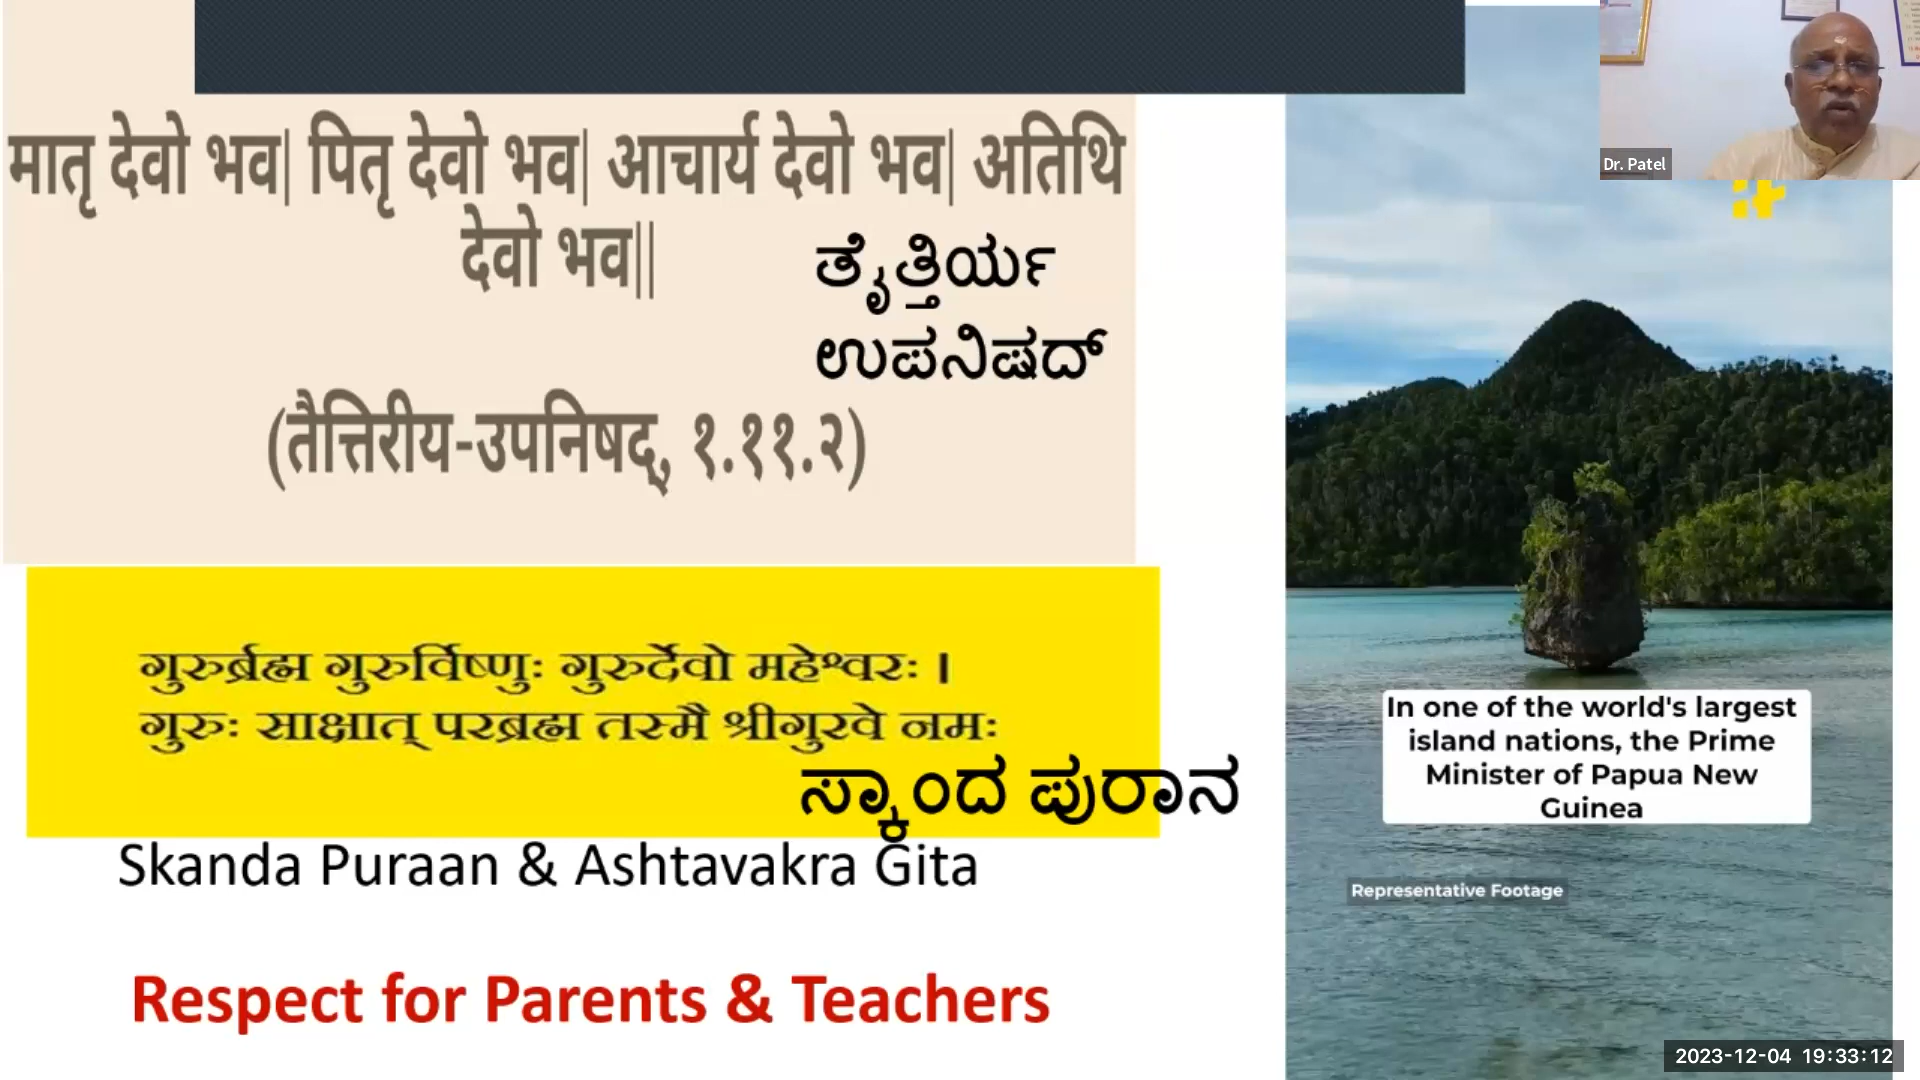 मातृ देवो भव| पितृ देवो भव| आचार्य देवो भव| अतिथि
देवो भव||
ತೈತ್ತಿರ್ಯ
ಉಪನಿಷದ್
(तैत्तिरीय-उपनिषद्, १.११.२)
गुरुर्ब्रह्म गुरुर्विष्णुः गुरुर्देवो महेश्वरः ।
गुरुः साक्षात् परब्रह्म तस्मै श्रीगुरवे नमः
ಸ್ಕಾಂದ ಪುರಾನ
Skanda Puraan & Ashtavakra Gita
Respect for Parents & Teachers
Dr. Patel
In one of the world's largest
island nations, the Prime
Minister of Papua New
Guinea
Representative Footage
2023-12-04 19:33:12